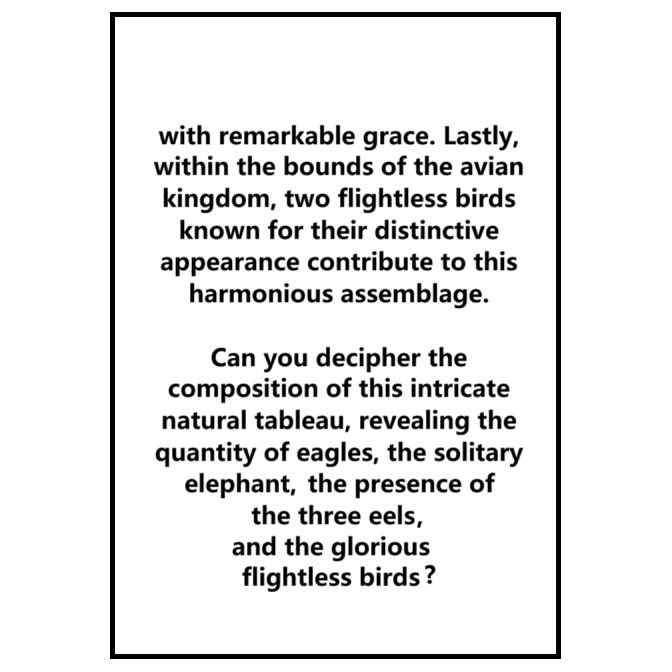 with remarkable grace. Lastly,
within the bounds of the avian
kingdom, two flightless birds
known for their distinctive
appearance contribute to this
harmonious assemblage.
Can you decipher the
composition of this intricate
natural tableau, revealing the
quantity of eagles, the solitary
elephant, the presence of
the three eels,
and the glorious
flightless birds?